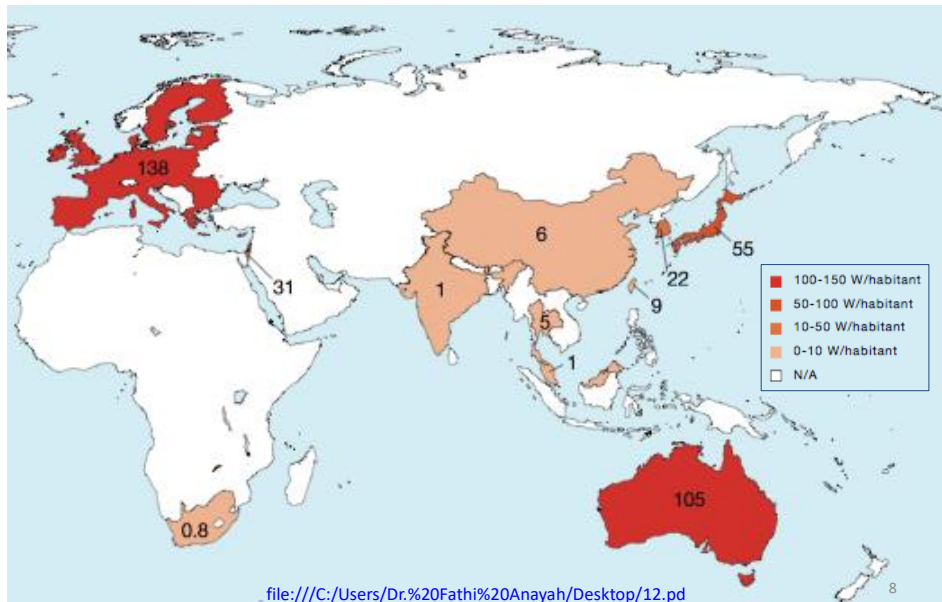 138
6
55
31
22
1
9
5
1
105
0.8
100-150 W/habitant
50-100 W/habitant
10-50 W/habitant
0-10 W/habitant
N/A
file:///C:/Users/Dr.%20Fathi%20Anayah/Desktop/12.pd
8